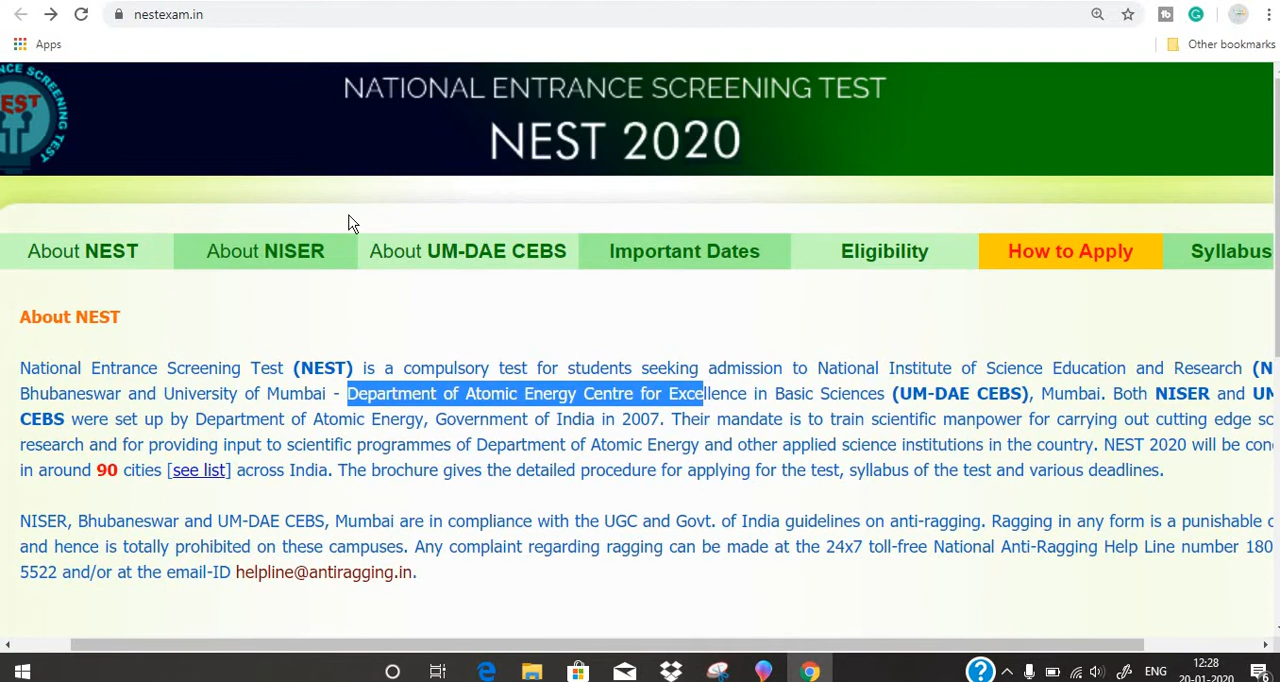 nestexam.in
Apps
Other bookmarks
NCE SCREENING TEST
EST
NATIONAL ENTRANCE SCREENING TEST
NEST 2020
About NEST About NISER About UM-DAE CEBS Important Dates Eligibility How to Apply Syllabus
About NEST
National Entrance Screening Test (NEST) is a compulsory test for students seeking admission to National Institute of Science Education and Research (N
Bhubaneswar and University of Mumbai - Department of Atomic Energy Centre for Excellence in Basic Sciences (UM-DAE CEBS), Mumbai. Both NISER and UM
CEBS were set up by Department of Atomic Energy, Government of India in 2007. Their mandate is to train scientific manpower for carrying out cutting edge sc
research and for providing input to scientific programmes of Department of Atomic Energy and other applied science institutions in the country. NEST 2020 will be con
in around 90 cities [see list] across India. The brochure gives the detailed procedure for applying for the test, syllabus of the test and various deadlines.
NISER, Bhubaneswar and UM-DAE CEBS, Mumbai are in compliance with the UGC and Govt. of India guidelines on anti-ragging. Ragging in any form is a punishable
and hence is totally prohibited on these campuses. Any complaint regarding ragging can be made at the 24x7 toll-free National Anti-Ragging Help Line number 180
5522 and/or at the email-ID helpline@antiragging.in.
ENG
12:28
20-01-2020
6